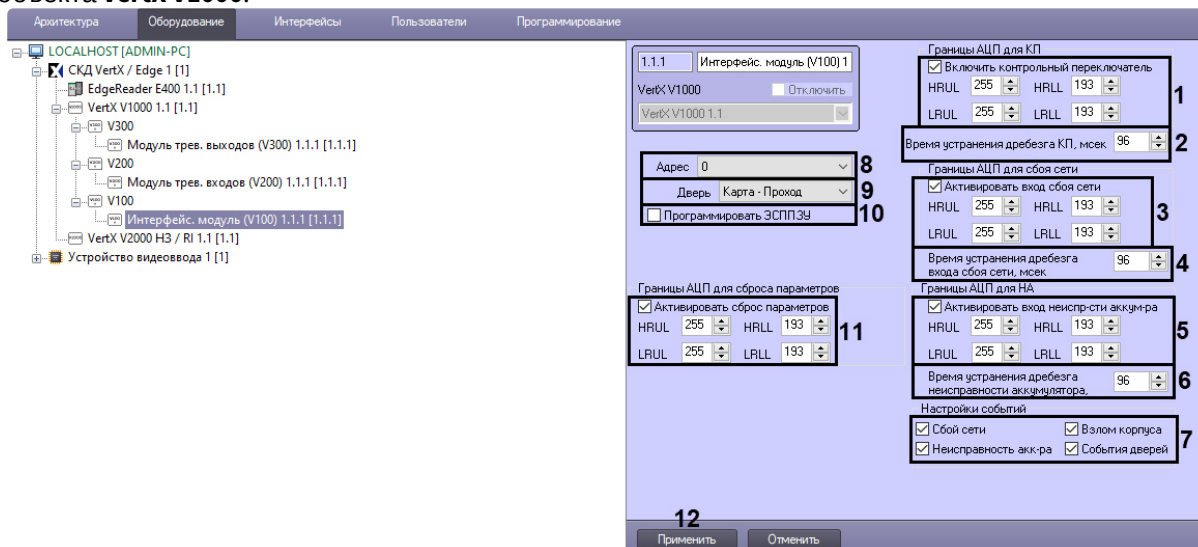 VertX V2000.
Архитектура Оборудование Интерфейсы Пользователи Программирование
LOCALHOST [ADMIN-PC]
СКД VertX / Edge 1 [1]
EdgeReader E400 1.1 [1.1]
VertX V1000 1.1 [1.1]
V300
Модуль трев. выходов (V300) 1.1.1 [1.1.1]
V200
Модуль трев. входов (V200) 1.1.1 [1.1.1]
V100
Интерфейс. модуль (V100) 1.1.1 [1.1.1]
VertX V2000 НЗ / RI 1.1 [1.1]
Устройство видеоввода 1 [1]
1.1.1 Интерфейс. модуль (V100) 1
VertX V1000 Отключить
VertX V1000 1.1
Адрес 0 8
Дверь Карта - Проход 9
Программировать ЭСППЗУ 10
Границы АЦП для сброса параметров
Активировать сброс параметров
HRUL 255 HRLL 193
LRUL 255 LRLL 193
11
Границы АЦП для КП
Включить контрольный переключатель
HRUL 255 HRLL 193
LRUL 255 LRLL 193
1
Время устранения дребезга КП, мсек 96 2
Границы АЦП для сбоя сети
Активировать вход сбоя сети
HRUL 255 HRLL 193
LRUL 255 LRLL 193
3
Время устранения дребезга
входа сбоя сети, мсек
96 4
Границы АЦП для НА
Активировать вход неиспр-сти аккум-ра
HRUL 255 HRLL 193
LRUL 255 LRLL 193
5
Время устранения дребезга
неисправности аккумулятора,
96 6
Настройки событий
Сбой сети Взлом корпуса
Неисправность акк-ра События дверей
7
12
Применить Отменить